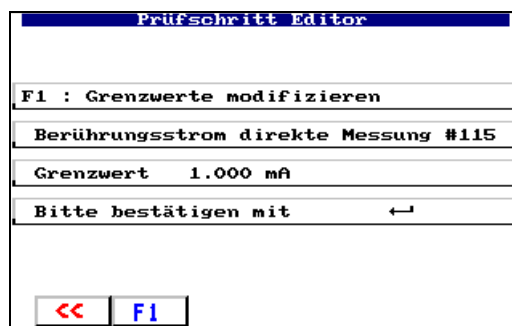 Prüfschritt Editor
F1 : Grenzwerte modifizieren
Berührungsstrom direkte Messung #115
Grenzwert 1.000 mA
Bitte bestätigen mit ↵
<< F1